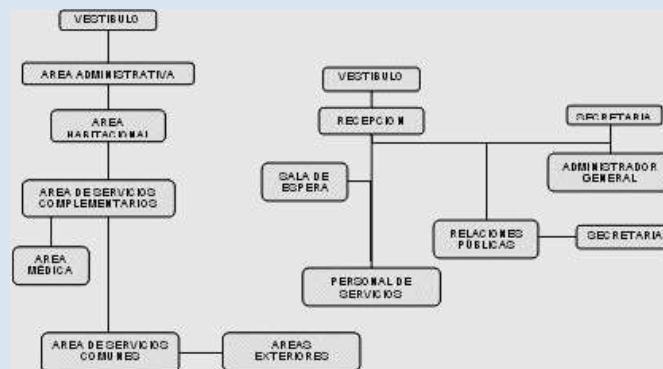 VESTIBULO
AREA ADMINISTRATIVA
AREA
HABITACIONAL
AREA DE SERVICIOS
COMPLEMENTARIOS
AREA
MÉDICA
AREA DE SERVICIOS
COMUNES
AREAS
EXTERIORES
VESTIBULO
RECEPCION
SALA DE
ESPERA
PERSONAL DE
SERVICIOS
SECRETARIA
ADMINISTRADOR
GENERAL
RELACIONES
PÚBLICAS
SECRETARIA